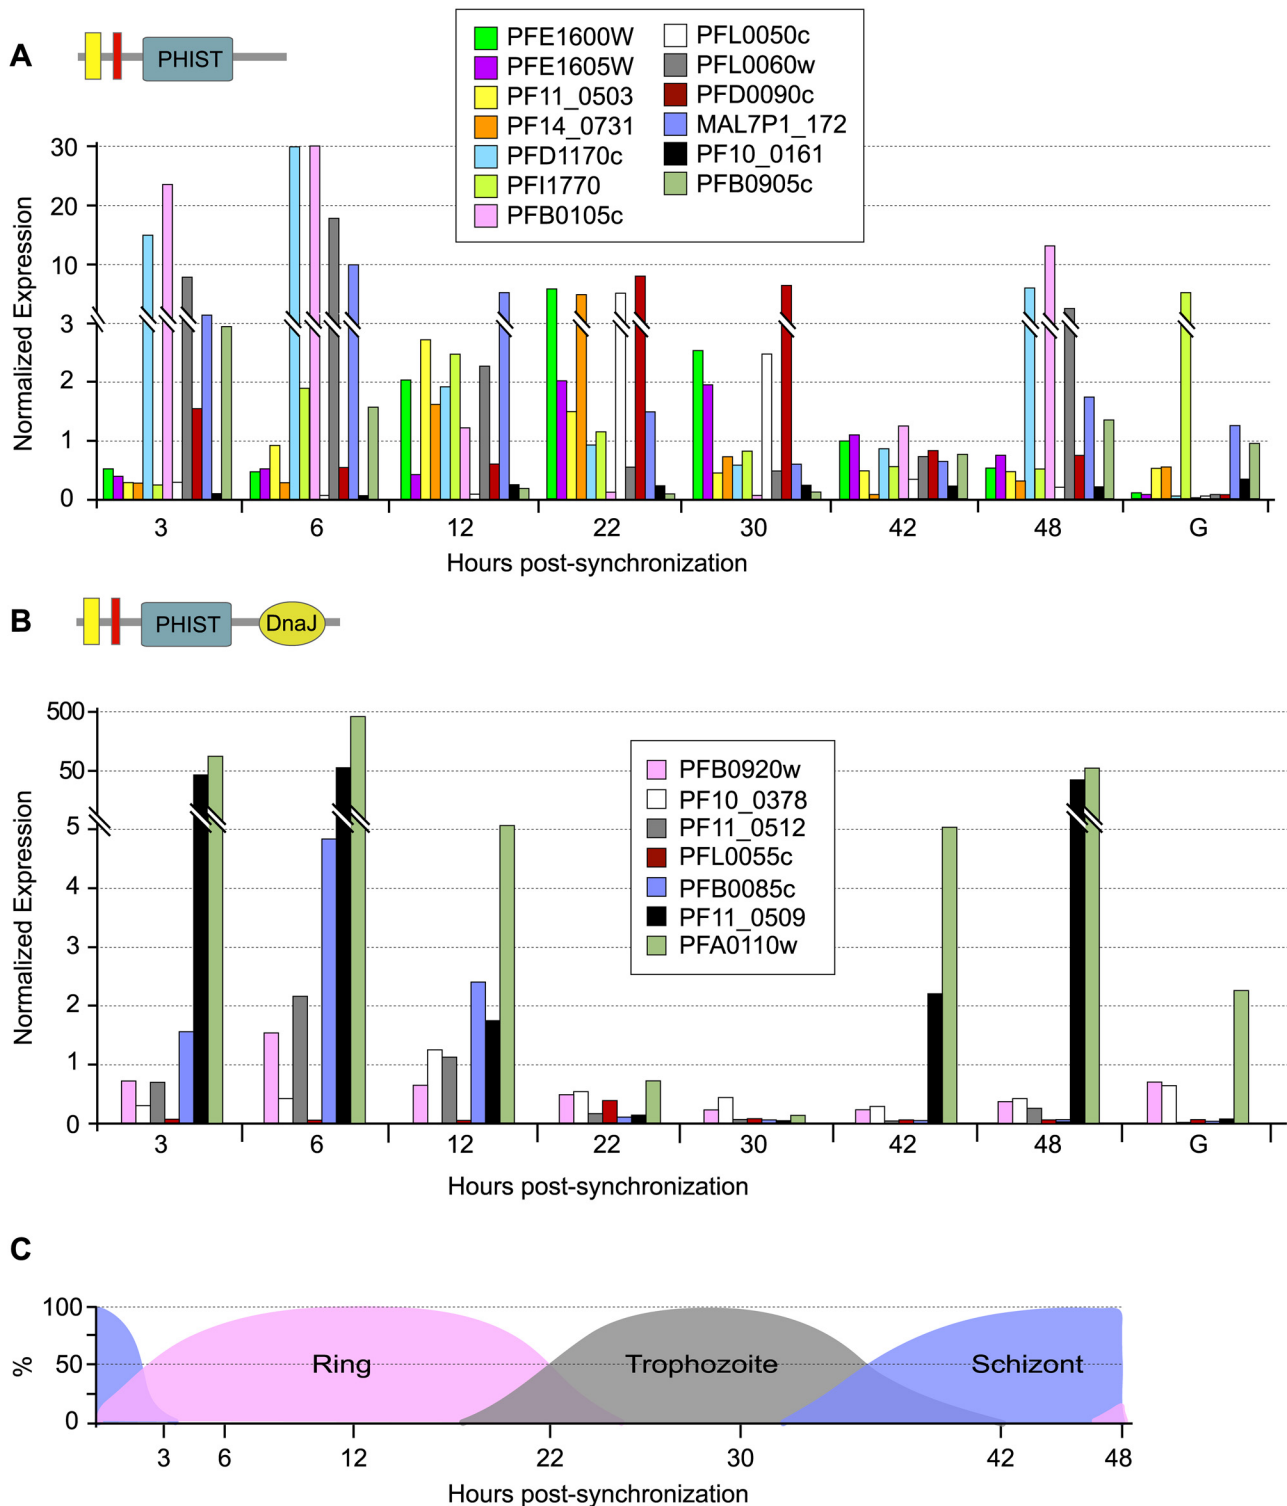 A
PHIST
PFE1600W
PFE1605W
PF11_0503
PF14_0731
PFD1170c
PFI1770
PFB0105c
PFL0050c
PFL0060w
PFD0090c
MAL7P1_172
PF10_0161
PFB0905c
Normalized Expression
30
20
10
3
2
1
0
3 6 12 22 30 42 48 G
Hours post-synchronization
B
PHIST DnaJ
PFB0920w
PF10_0378
PF11_0512
PFL0055c
PFB0085c
PF11_0509
PFA0110w
Normalized Expression
500
50
5
4
3
2
1
0
3 6 12 22 30 42 48 G
Hours post-synchronization
C
%
100
50
0
Ring Trophozoite Schizont
3 6 12 22 30 42 48
Hours post-synchronization